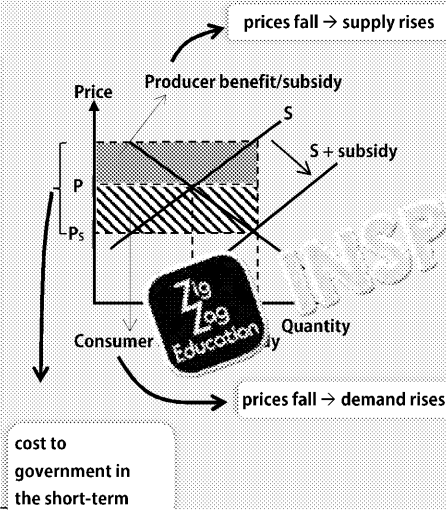 prices fall → supply rises
Producer benefit/subsidy
Price
S
S + subsidy
P
Ps
INSP
Zig
Zag
Education
Quantity
Consumer
prices fall → demand rises
cost to
government in
the short-term